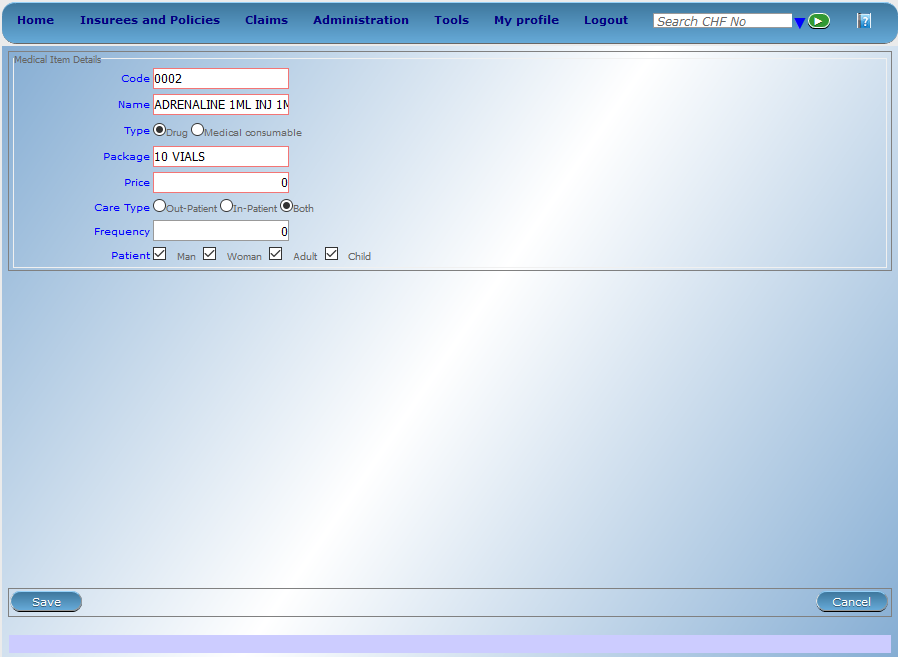 Home Insurees and Policies Claims Administration Tools My profile Logout Search CHF No ?
Medical Item Details
Code 0002
Name ADRENALINE 1ML INJ 1M
Type Drug Medical consumable
Package 10 VIALS
Price 0
Care Type Out-Patient In-Patient Both
Frequency 0
Patient Man Woman Adult Child
Save Cancel